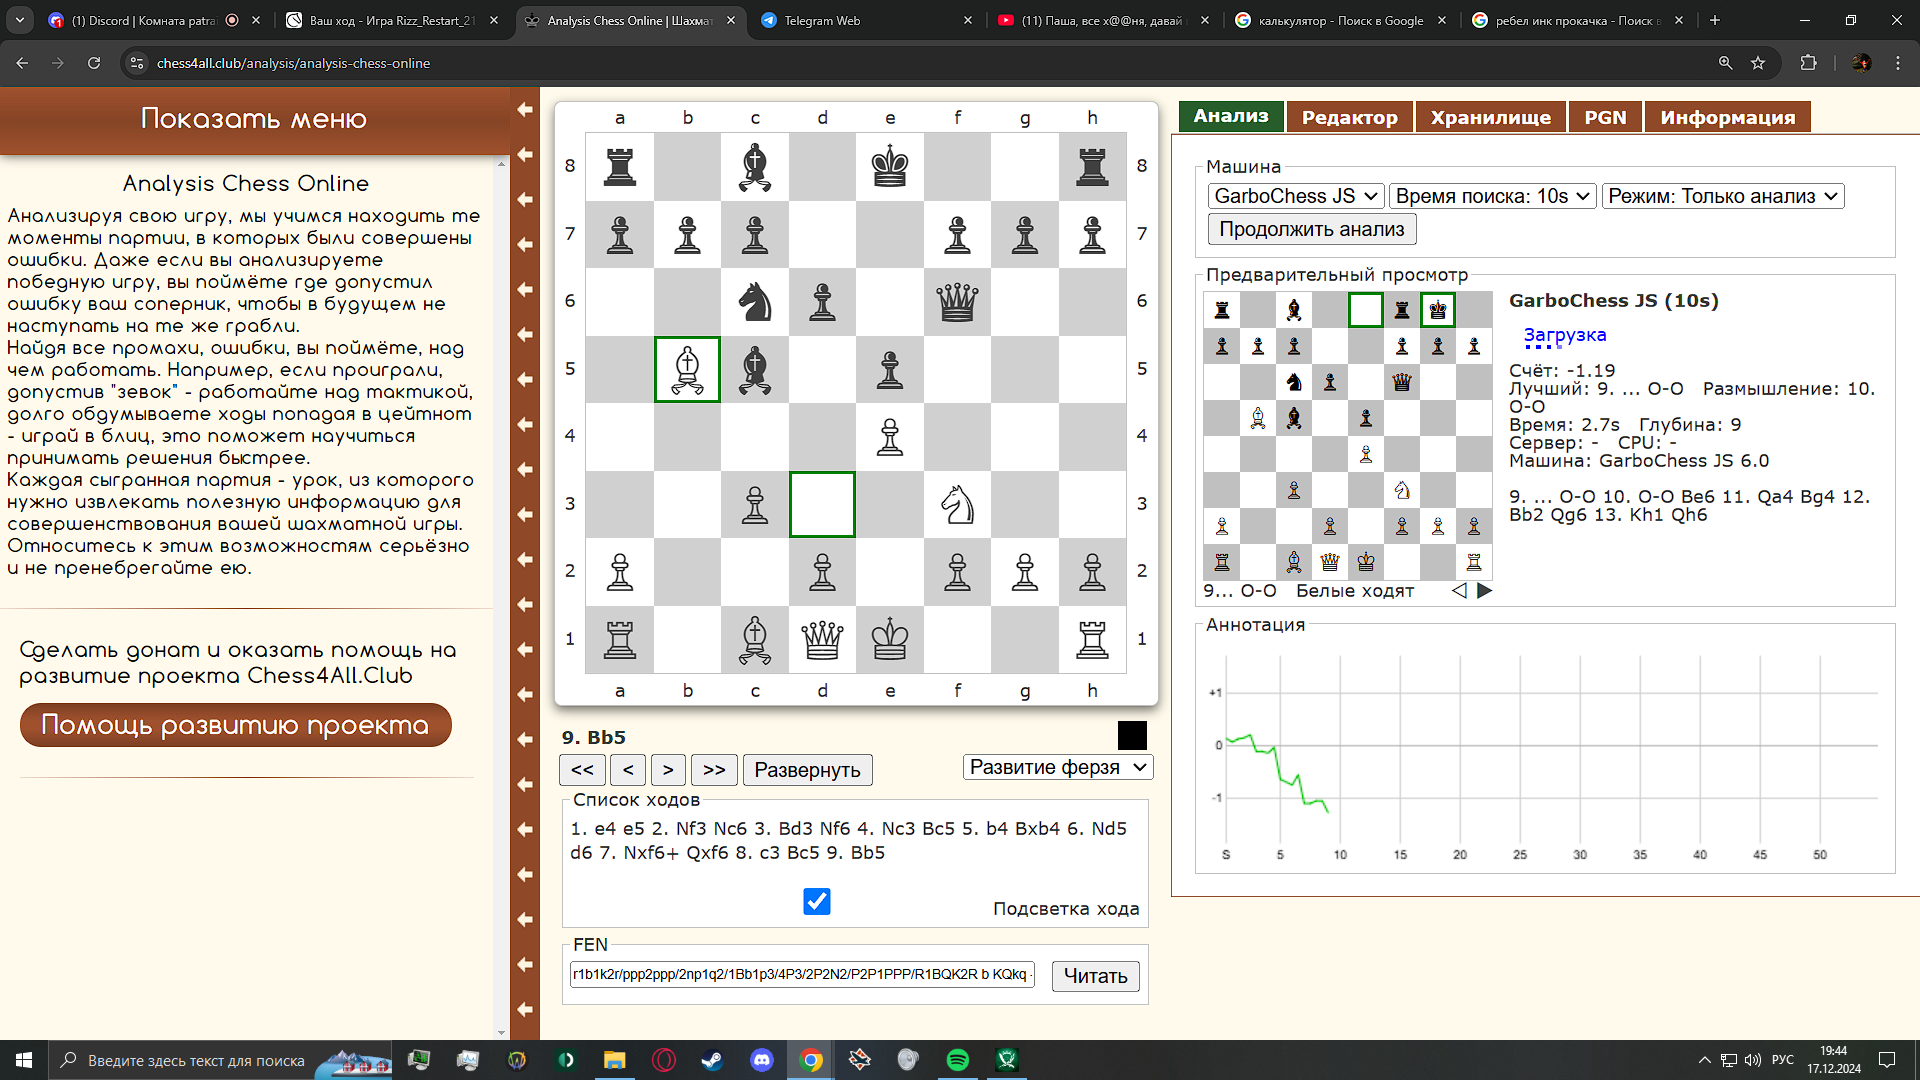 (1) Discord | Комната patra
Ваш ход - Игра Rizz_Restart_21
Analysis Chess Online | Шахмат
Telegram Web
(11) Паша, все х@@ня, давай
калькулятор - Поиск в Google
ребел инк прокачка - Поиск в
chess4all.club/analysis/analysis-chess-online
Показать меню
Analysis Chess Online
Анализируя свою игру, мы учимся находить те
моменты партии, в которых были совершены
ошибки. Даже если вы анализируете
победную игру, вы поймёте где допустил
ошибку ваш соперник, чтобы в будущем не
наступать на те же грабли.
Найдя все промахи, ошибки, вы поймёте, над
чем работать. Например, если проиграли,
допустив "зевок" - работайте над тактикой,
долго обдумываете ходы попадая в цейтнот
- играй в блиц, это поможет научиться
принимать решения быстрее.
Каждая сыгранная партия - урок, из которого
нужно извлекать полезную информацию для
совершенствования вашей шахматной игры.
Относитесь к этим возможностям серьёзно
и не пренебрегайте ею.
Сделать донат и оказать помощь на
развитие проекта Chess4All.Club
Помощь развитию проекта
a b c d e f g h
8 8
7 7
6 6
5 5
4 4
3 3
2 2
1 1
a b c d e f g h
9. Bb5
<< < > >> Развернуть Развитие ферзя
Список ходов
1. e4 e5 2. Nf3 Nc6 3. Bd3 Nf6 4. Nc3 Bc5 5. b4 Bxb4 6. Nd5
d6 7. Nxf6+ Qxf6 8. c3 Bc5 9. Bb5
Подсветка хода
FEN
r1b1k2r/ppp2ppp/2np1q2/1Bb1p3/4P3/2P2N2/P2P1PPP/R1BQK2R b KQkq -
Читать
Анализ Редактор Хранилище PGN Информация
Машина
GarboChess JS Время поиска: 10s Режим: Только анализ
Продолжить анализ
Предварительный просмотр
GarboChess JS (10s)
Загрузка
Счёт: -1.19
Лучший: 9. ... O-O Размышление: 10.
O-O
Время: 2.7s Глубина: 9
Сервер: - CPU: -
Машина: GarboChess JS 6.0
9. ... O-O 10. O-O Be6 11. Qa4 Bg4 12.
Bb2 Qg6 13. Kh1 Qh6
9... O-O Белые ходят
Аннотация
+1
0
-1
S 5 10 15 20 25 30 35 40 45 50
Введите здесь текст для поиска
РУС
19:44
17.12.2024